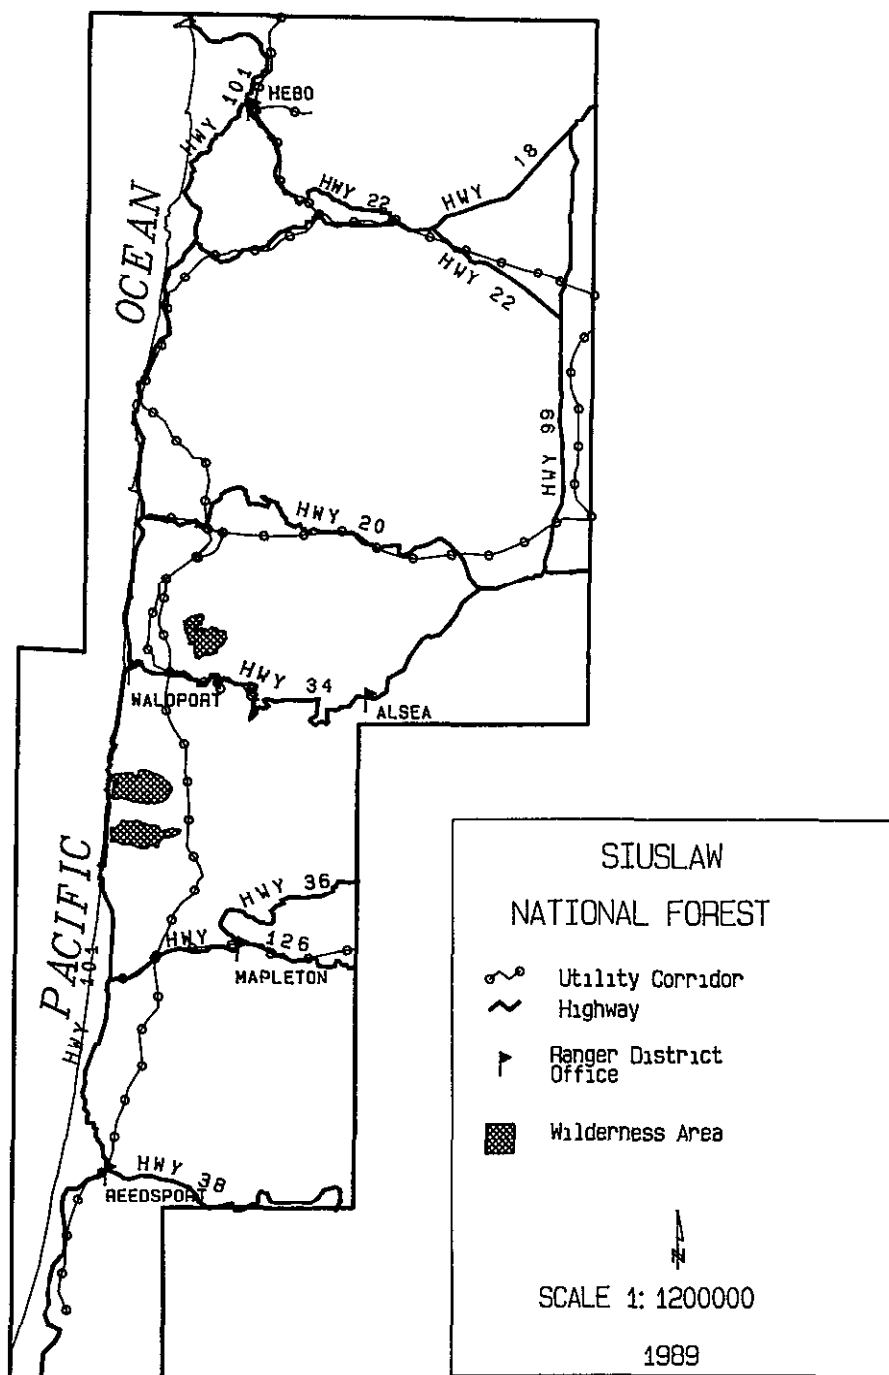 HEBO
HWY 101
HWY 18
HWY 22
HWY 22
OCEAN
HWY 99
HWY 20
HWY 34
WALDPORT
ALSEA
PACIFIC
HWY 101
HWY 36
HWY 126
MAPLETON
HWY 38
REEDSPORT
SIUSLAW
NATIONAL FOREST
Utility Corridor
Highway
Ranger District
Office
Wilderness Area
N
SCALE 1: 1200000
1989